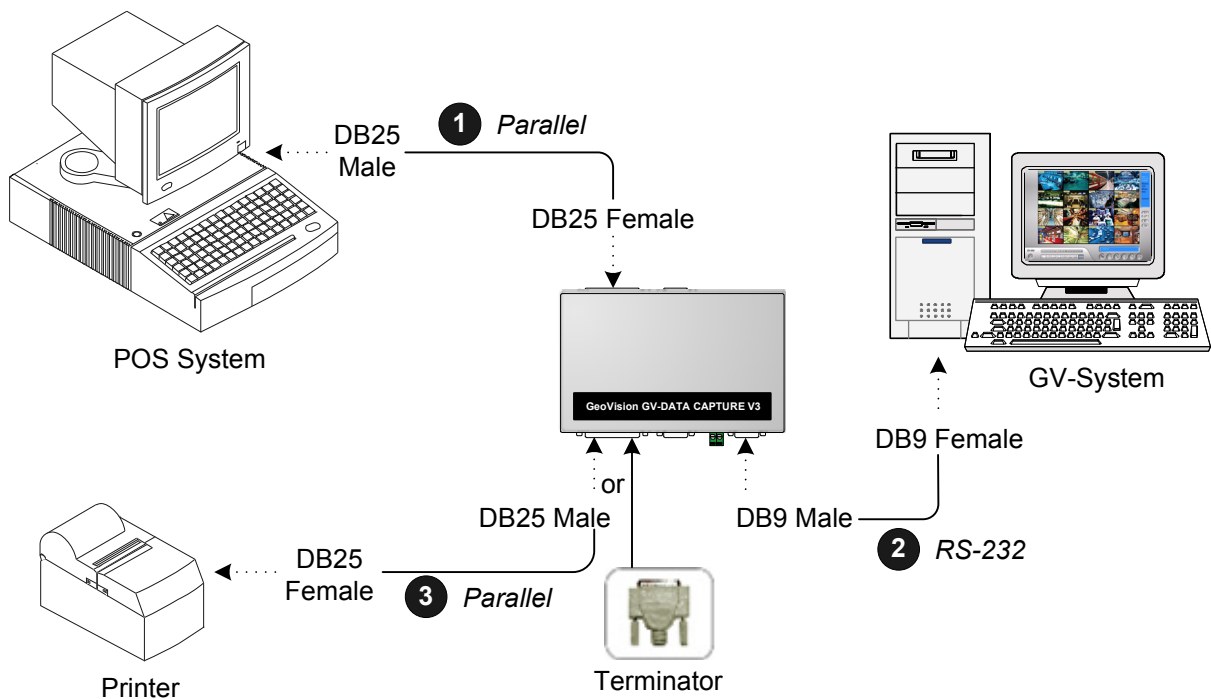 1 Parallel
DB25
Male
DB25 Female
POS System
GV-System
GeoVision GV-DATA CAPTURE V3
DB9 Female
or
DB25 Male
DB9 Male
2 RS-232
DB25
Female
3 Parallel
Printer
Terminator